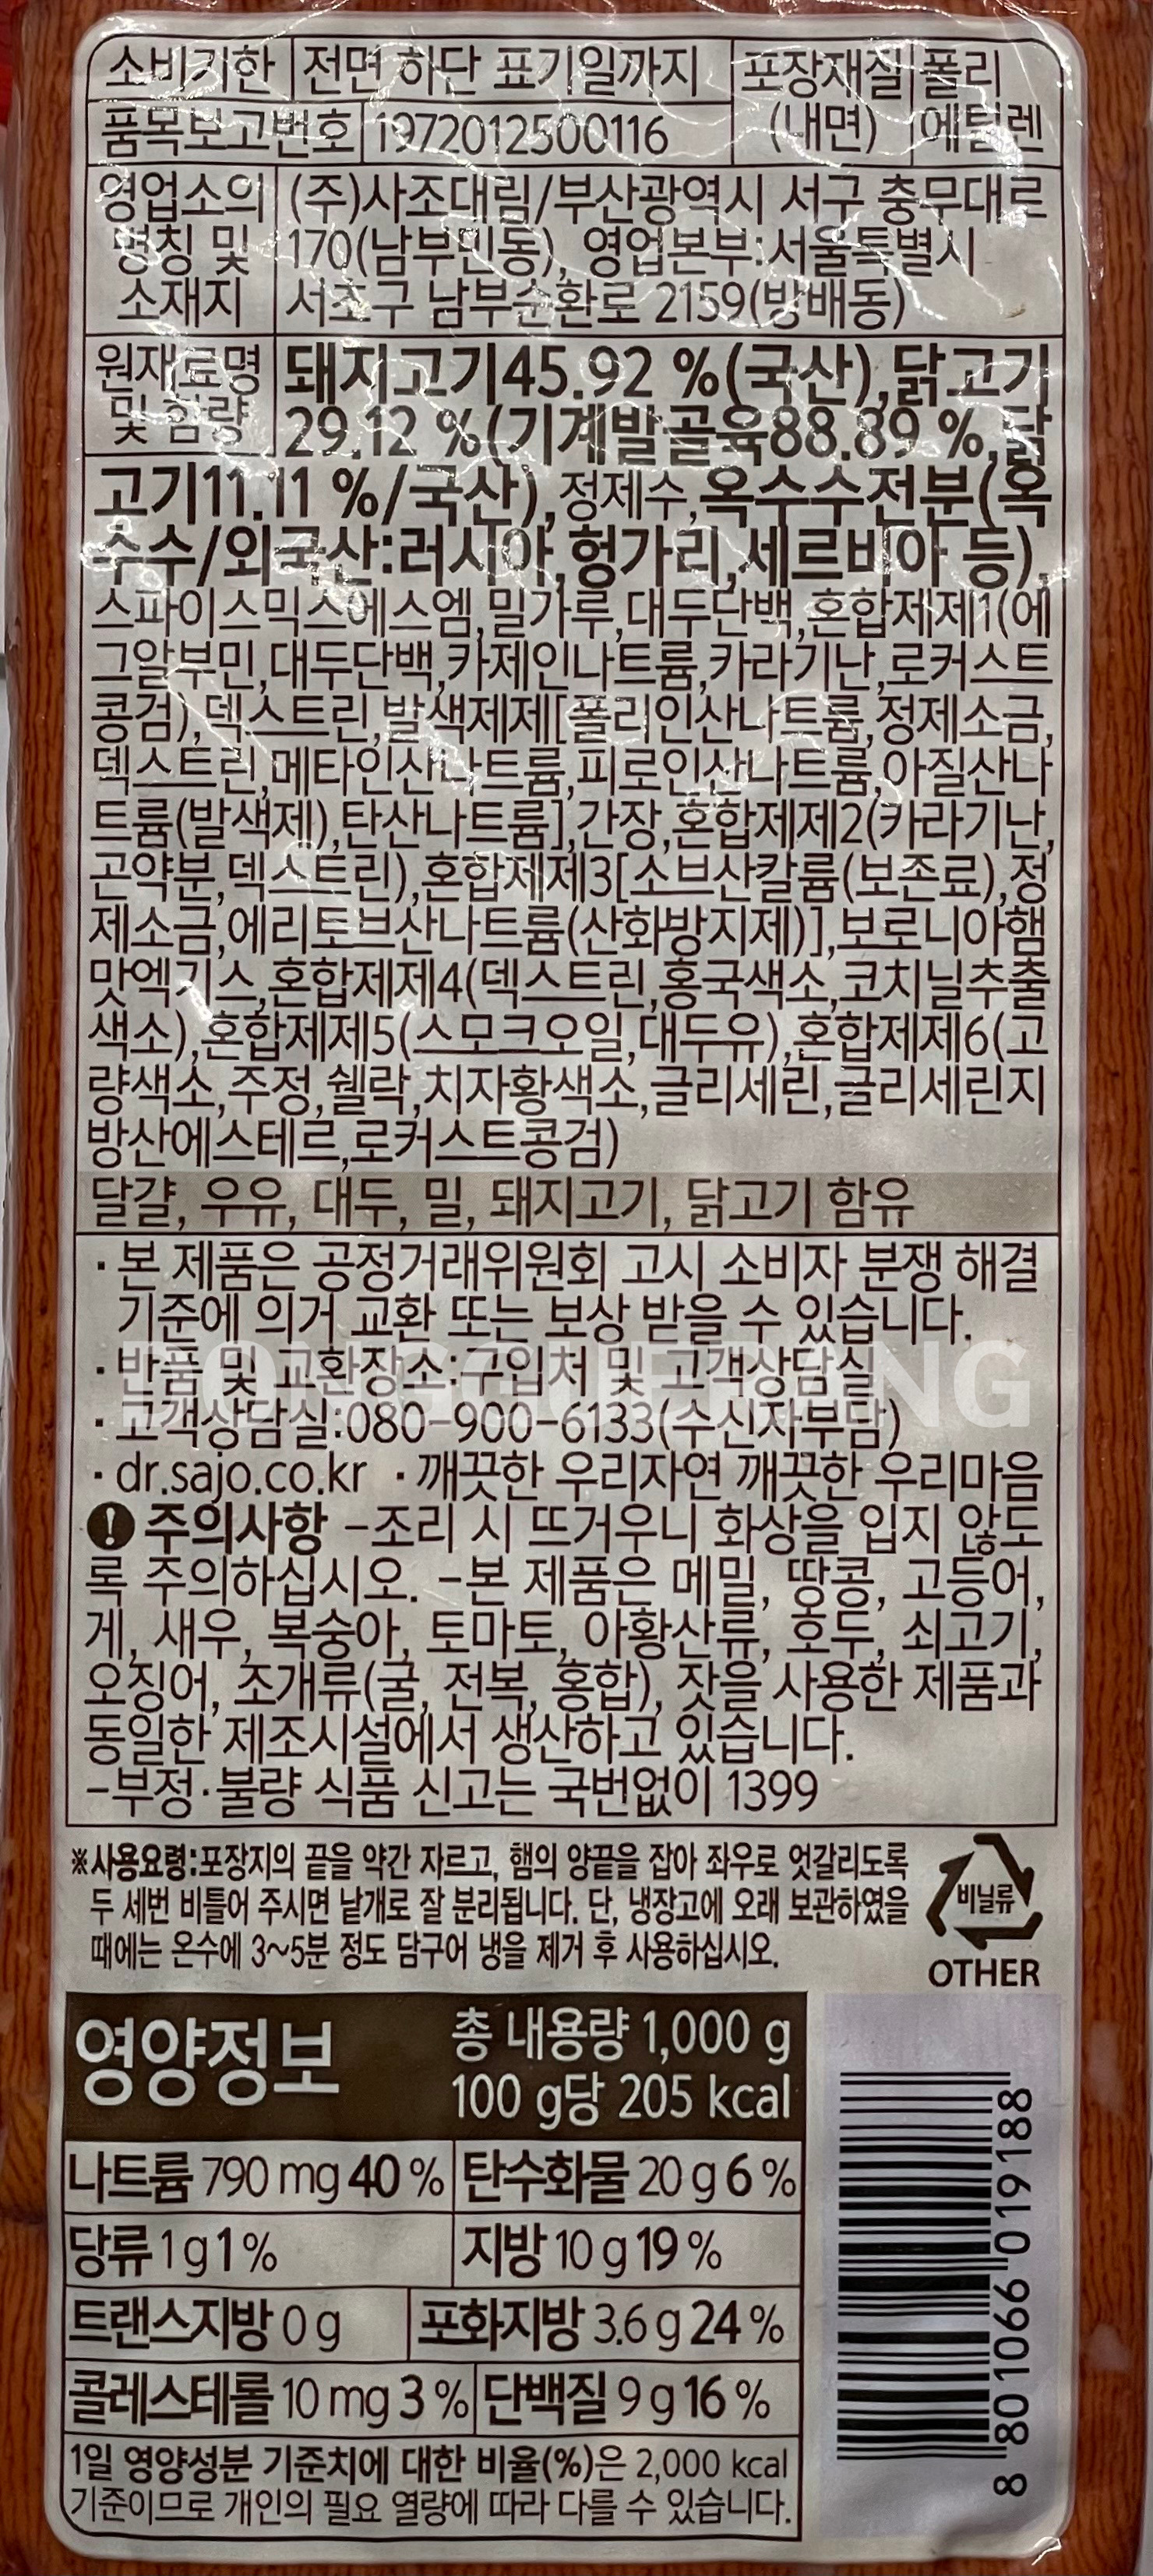 소비기한 전면 하단 표기일까지 포장재질 폴리
품목보고번호 1972012500116 (내면) 에틸렌
영업소의 (주)사조대림/부산광역시 서구 충무대로
명칭 및 170(남부민동), 영업본부:서울특별시
소재지 서초구 남부순환로 2159(방배동)
원재료명 돼지고기45.92 %(국산),닭고기
및 함량 29.12 %(기계발골육88.89 %,닭
고기11.11 %/국산),정제수,옥수수전분(옥
수수/외국산:러시아,헝가리,세르비아 등),
스파이스믹스에스엠,밀가루,대두단백,혼합제제1(에
그알부민,대두단백,카제인나트륨,카라기난,로커스트
콩검),덱스트린,발색제제[폴리인산나트륨,정제소금,
덱스트린,메타인산나트륨,피로인산나트륨,아질산나
트륨(발색제),탄산나트륨],간장,혼합제제2(카라기난,
곤약분,덱스트린),혼합제제3[소브산칼륨(보존료),정
제소금,에리토브산나트륨(산화방지제)],보로니아햄
맛엑기스,혼합제제4(덱스트린,홍국색소,코치닐추출
색소),혼합제제5(스모크오일,대두유),혼합제제6(고
량색소,주정,쉘락,치자황색소,글리세린,글리세린지
방산에스테르,로커스트콩검)
달걀, 우유, 대두, 밀, 돼지고기, 닭고기 함유
· 본 제품은 공정거래위원회 고시 소비자 분쟁 해결
기준에 의거 교환 또는 보상 받을 수 있습니다.
· 반품 및 교환장소:구입처 및 고객상담실
· 고객상담실:080-900-6133(수신자부담)
· dr.sajo.co.kr · 깨끗한 우리자연 깨끗한 우리마음
! 주의사항 -조리 시 뜨거우니 화상을 입지 않도
록 주의하십시오. -본 제품은 메밀, 땅콩, 고등어,
게, 새우, 복숭아, 토마토, 아황산류, 호두, 쇠고기,
오징어, 조개류(굴, 전복, 홍합), 잣을 사용한 제품과
동일한 제조시설에서 생산하고 있습니다.
-부정·불량 식품 신고는 국번없이 1399
※사용요령:포장지의 끝을 약간 자르고, 햄의 양끝을 잡아 좌우로 엇갈리도록
두 세번 비틀어 주시면 낱개로 잘 분리됩니다. 단, 냉장고에 오래 보관하였을
때에는 온수에 3~5분 정도 담구어 냉을 제거 후 사용하십시오.
비닐류
OTHER
영양정보 총 내용량 1,000 g
100 g당 205 kcal
나트륨 790 mg 40 % 탄수화물 20 g 6 %
당류 1 g 1 % 지방 10 g 19 %
트랜스지방 0 g 포화지방 3.6 g 24 %
콜레스테롤 10 mg 3 % 단백질 9 g 16 %
1일 영양성분 기준치에 대한 비율(%)은 2,000 kcal
기준이므로 개인의 필요 열량에 따라 다를 수 있습니다.
8 801066 019188